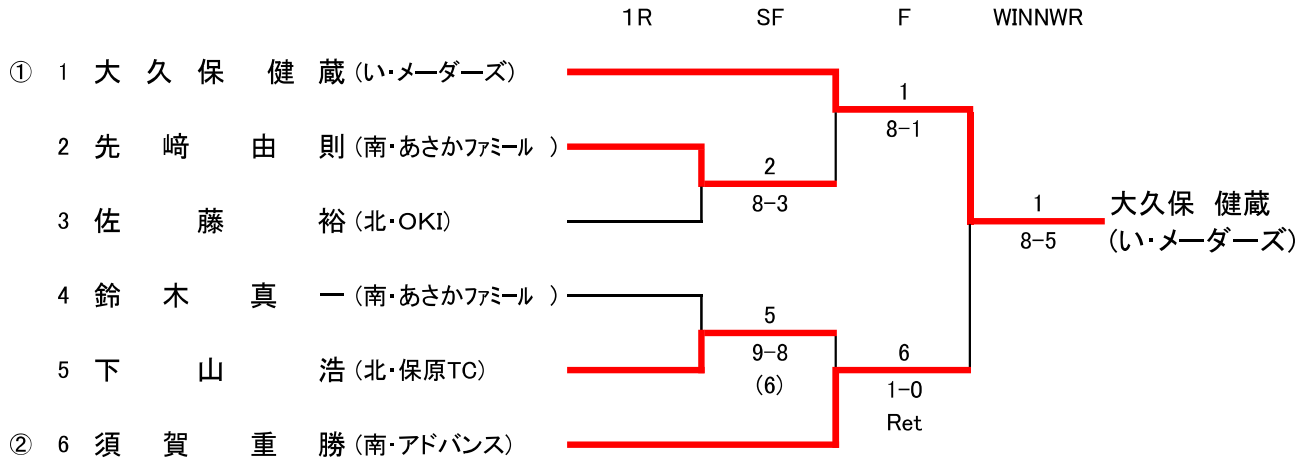 1R SF F WINNWR
① 1 大久保 健蔵 (い・メーダーズ)
1
8-1
2 先﨑 由則 (南・あさかファミール )
2
8-3
3 佐藤 裕 (北・OKI)
1
8-5
大久保 健蔵
(い・メーダーズ)
4 鈴木 真一 (南・あさかファミール )
5
9-8
(6)
5 下山 浩 (北・保原TC)
6
1-0
Ret
② 6 須賀 重勝 (南・アドバンス)